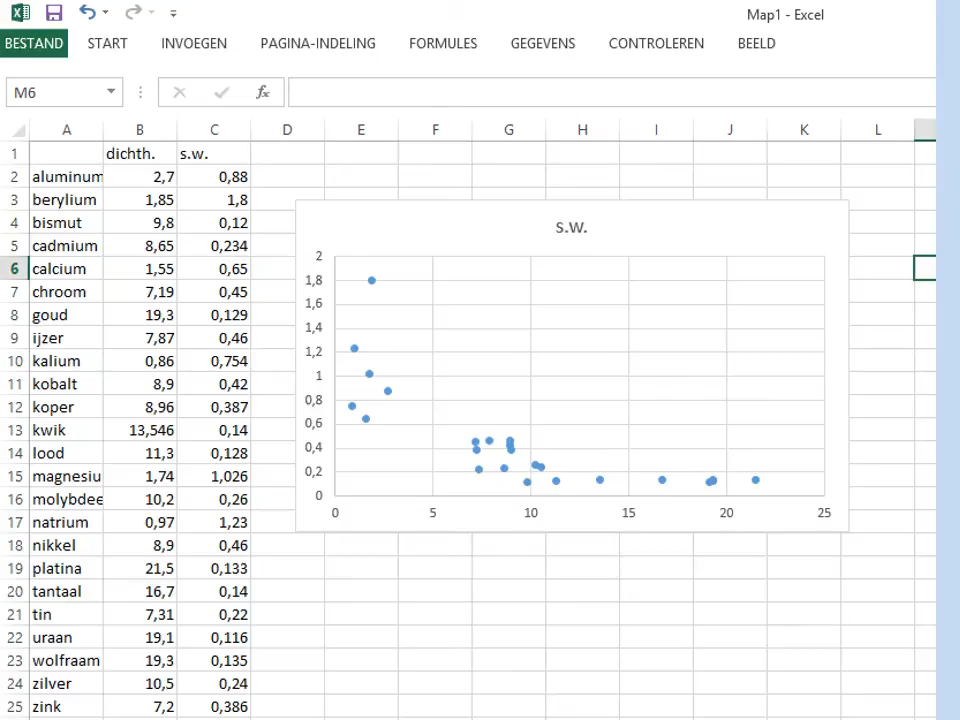 Map1 - Excel
BESTAND START INVOEGEN PAGINA-INDELING FORMULES GEGEVENS CONTROLEREN BEELD
M6 fx
A B C D E F G H I J K L
1 dichth. s.w.
2 aluminum 2,7 0,88
3 berylium 1,85 1,8
4 bismut 9,8 0,12
5 cadmium 8,65 0,234
6 calcium 1,55 0,65
7 chroom 7,19 0,45
8 goud 19,3 0,129
9 ijzer 7,87 0,46
10 kalium 0,86 0,754
11 kobalt 8,9 0,42
12 koper 8,96 0,387
13 kwik 13,546 0,14
14 lood 11,3 0,128
15 magnesiu 1,74 1,026
16 molybdee 10,2 0,26
17 natrium 0,97 1,23
18 nikkel 8,9 0,46
19 platina 21,5 0,133
20 tantaal 16,7 0,14
21 tin 7,31 0,22
22 uraan 19,1 0,116
23 wolfraam 19,3 0,135
24 zilver 10,5 0,24
25 zink 7,2 0,386
s.w.
2
1,8
1,6
1,4
1,2
1
0,8
0,6
0,4
0,2
0
0 5 10 15 20 25